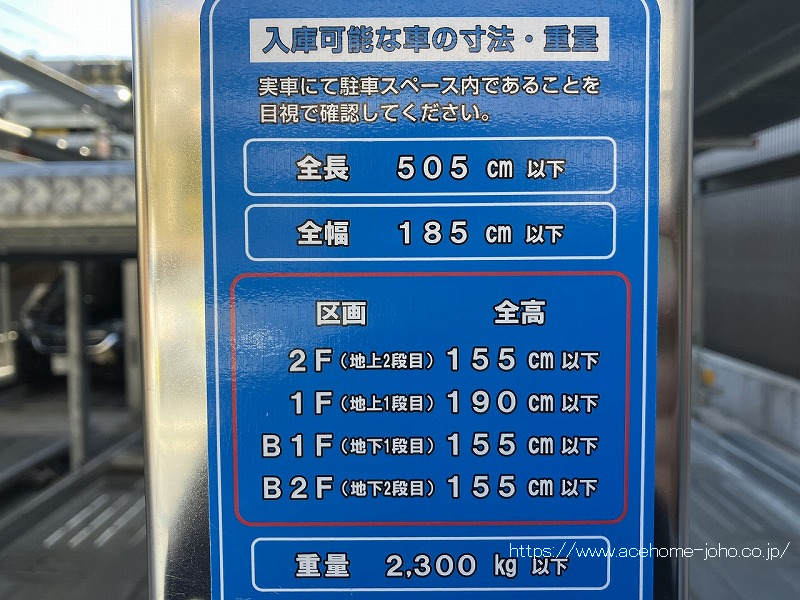 入庫可能な車の寸法・重量
実車にて駐車スペース内であることを
目視で確認してください。
全長 505 cm 以下
全幅 185 cm 以下
区画 全高
2F(地上2段目)155 cm 以下
1F(地上1段目)190 cm 以下
B1F(地下1段目)155 cm 以下
B2F(地下2段目)155 cm 以下
https://www.acehome-joho.co.jp/
重量 2,300 kg 以下